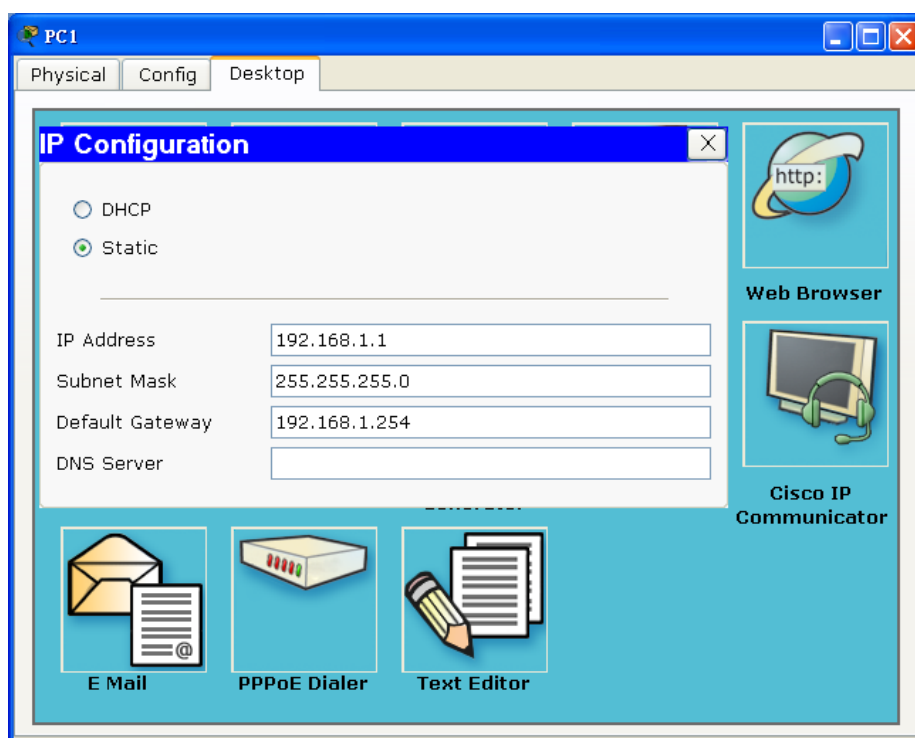 PC1
Physical Config Desktop
IP Configuration
http:
DHCP
Static
Web Browser
IP Address 192.168.1.1
Subnet Mask 255.255.255.0
Default Gateway 192.168.1.254
DNS Server
Cisco IP
Communicator
@
E Mail PPPoE Dialer Text Editor